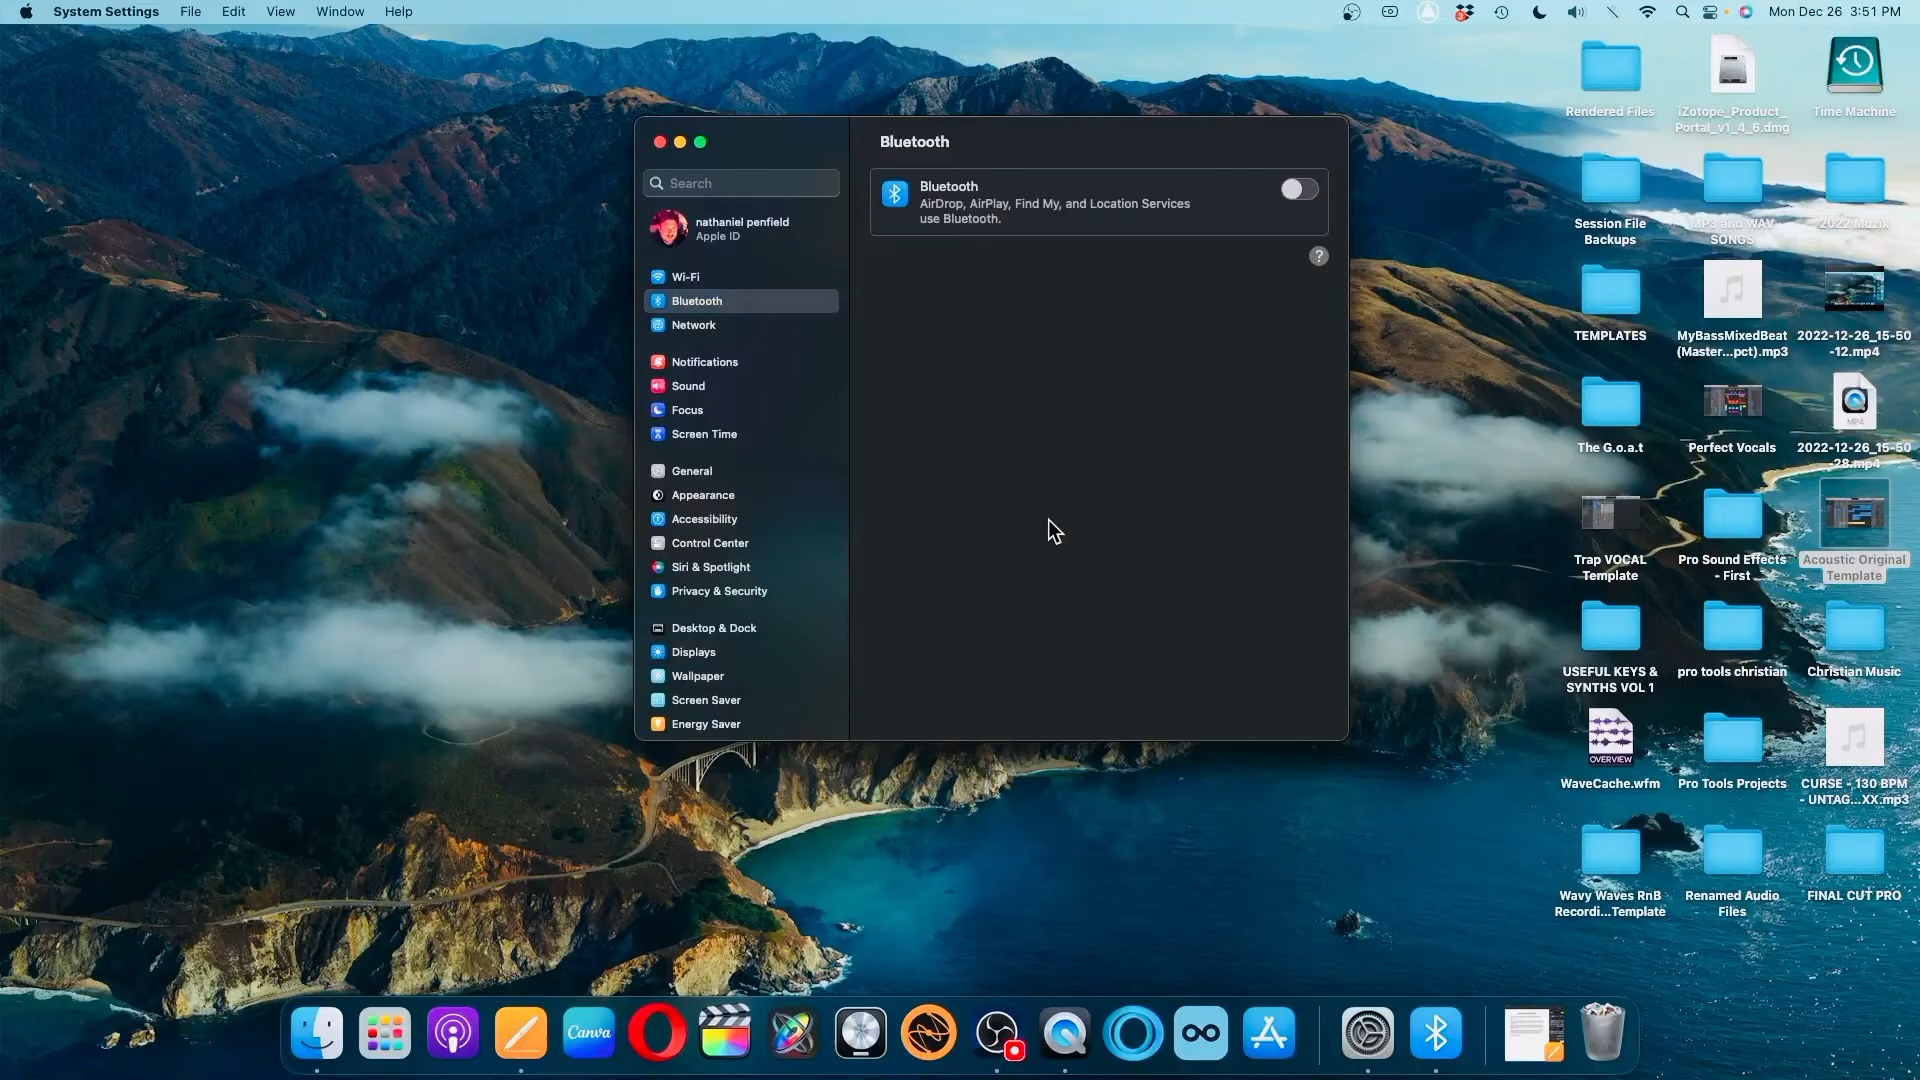 System Settings File Edit View Window Help
3
Mon Dec 26 3:51 PM
Bluetooth
Search
nathaniel penfield
Apple ID
Wi-Fi
Bluetooth
Network
Notifications
Sound
Focus
Screen Time
General
Appearance
Accessibility
Control Center
Siri & Spotlight
Privacy & Security
Desktop & Dock
Displays
Wallpaper
Screen Saver
Energy Saver
Bluetooth
AirDrop, AirPlay, Find My, and Location Services
use Bluetooth.
?
Rendered Files
iZotope_Product_
Portal_v1_4_6.dmg
Time Machine
Session File
Backups
MP3 and WAV
SONGS
2022 Muzik
TEMPLATES
MyBassMixedBeat
(Master...pct).mp3
2022-12-26_15-50
-12.mp4
The G.o.a.t
Perfect Vocals
MP4
2022-12-26_15-50
-28.mp4
Trap VOCAL
Template
Pro Sound Effects
- First
Acoustic Original
Template
USEFUL KEYS &
SYNTHS VOL 1
pro tools christian
Christian Music
OVERVIEW
WaveCache.wfm
Pro Tools Projects
CURSE - 130 BPM
- UNTAG...XX.mp3
Wavy Waves RnB
Recordi...Template
Renamed Audio
Files
FINAL CUT PRO
Canva